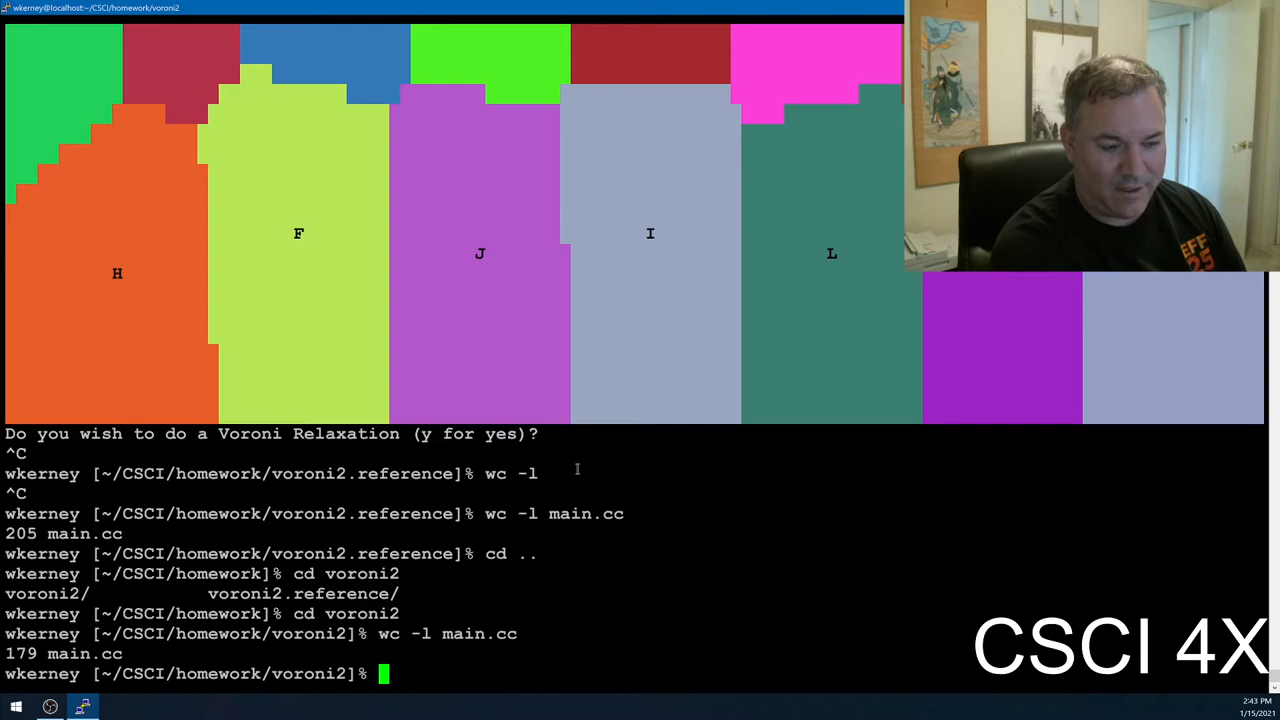 wkerney@localhost:~/CSCI/homework/voroni2
F
J
I
L
H
EFF
25
Do you wish to do a Voroni Relaxation (y for yes)?
^C
wkerney [~/CSCI/homework/voroni2.reference]% wc -l
^C
wkerney [~/CSCI/homework/voroni2.reference]% wc -l main.cc
205 main.cc
wkerney [~/CSCI/homework/voroni2.reference]% cd ..
wkerney [~/CSCI/homework]% cd voroni2
voroni2/ voroni2.reference/
wkerney [~/CSCI/homework]% cd voroni2
wkerney [~/CSCI/homework/voroni2]% wc -l main.cc
179 main.cc
wkerney [~/CSCI/homework/voroni2]%
CSCI 4X
2:43 PM
1/15/2021